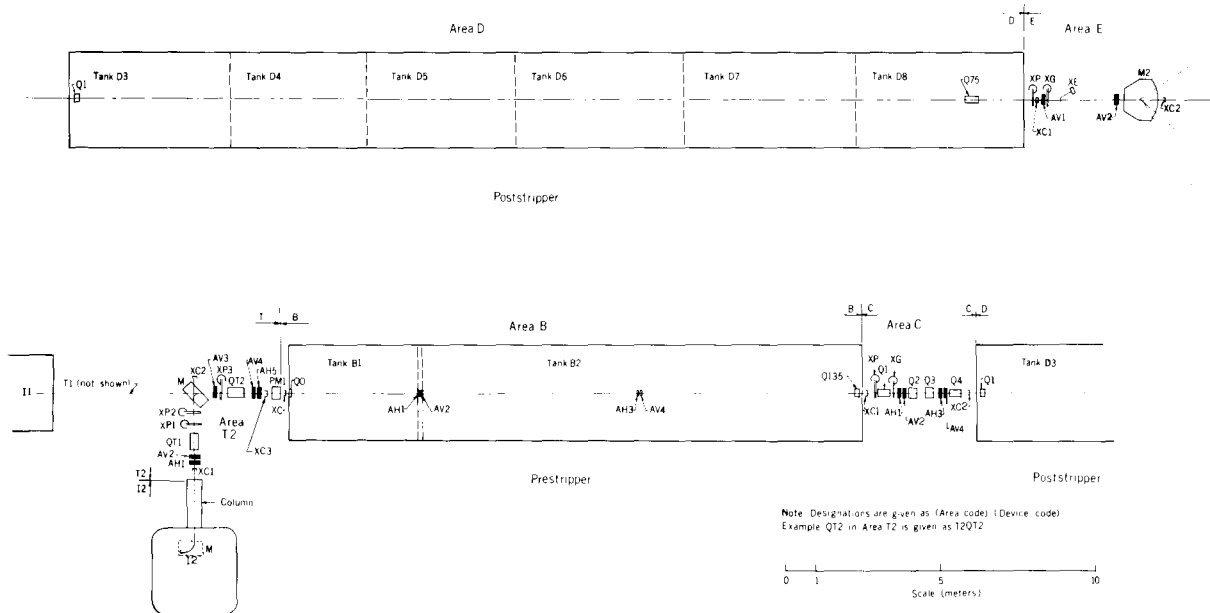 Area D
D E
Area E
Tank D3
Tank D4
Tank D5
Tank D6
Tank D7
Tank D8
Q1
Q75
XP XG
XE
M2
XC2
AV1
XC1
AV2
Poststripper
T B
Area B
B C
Area C
C D
Tank B1
Tank B2
Tank D3
I1
T1 (not shown)
M
XC2
AV3
XP3
QT2
AV4
AH5
PM1
Q0
XC
XC3
Area
T2
XP2
XP1
QT1
AV2
AH1
XC1
T2
I2
Column
M
I2
AH1
AV2
AH3
AV4
Q135
XP
XG
Q1
Q2
Q3
Q4
Q1
XC1
AH1
AV2
AH3
XC2
AV4
Prestripper
Poststripper
Note Designations are given as (Area code) (Device code)
Example QT2 in Area T2 is given as T2QT2
0 1 5 10
Scale (meters)